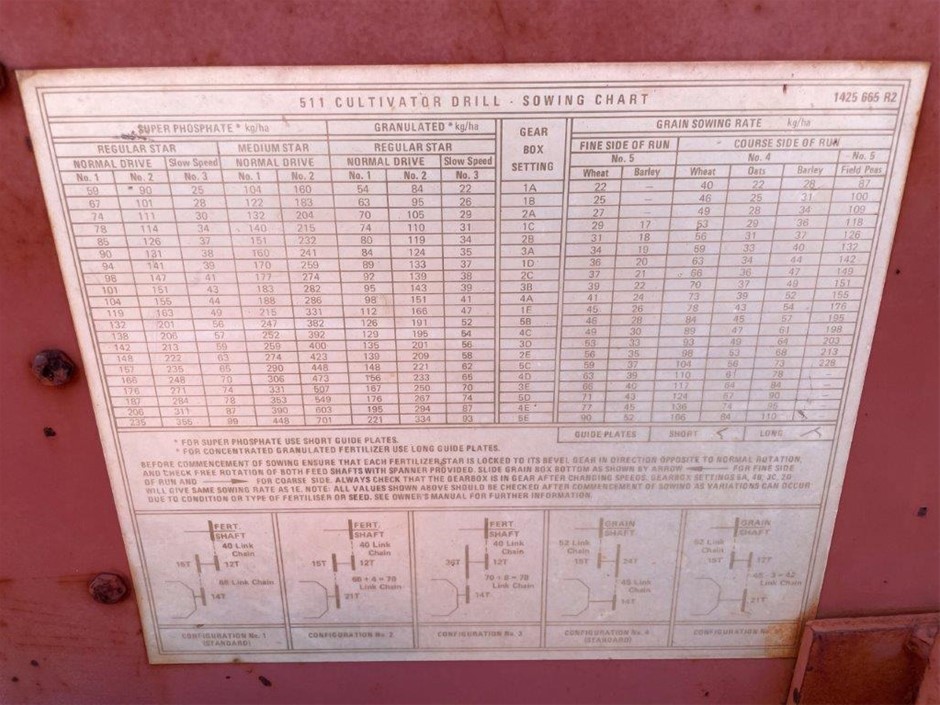 511 CULTIVATOR DRILL - SOWING CHART 1425 665 R2
SUPER PHOSPHATE * kg/ha GRANULATED * kg/ha GEAR BOX SETTING GRAIN SOWING RATE kg/ha
REGULAR STAR MEDIUM STAR REGULAR STAR FINE SIDE OF RUN COURSE SIDE OF RUN
NORMAL DRIVE Slow Speed NORMAL DRIVE NORMAL DRIVE Slow Speed No. 5 No. 4 No. 5
No. 1 No. 2 No. 3 No. 1 No. 2 No. 1 No. 2 No. 3 Wheat Barley Wheat Oats Barley Field Peas
59 90 25 104 160 54 84 22 1A 22 – 40 22 28 87
67 101 28 122 183 63 95 26 1B 25 – 46 25 31 100
74 111 30 132 204 70 105 29 2A 27 – 49 28 34 109
78 114 34 140 215 74 110 31 1C 29 17 53 29 36 118
85 126 37 151 232 80 119 34 2B 31 18 56 31 37 126
90 131 38 160 241 84 124 35 3A 34 19 59 33 40 132
94 141 39 170 259 89 133 37 1D 36 20 63 34 44 142
98 147 41 177 274 92 139 38 2C 37 21 66 36 47 149
101 151 43 183 282 95 143 39 3B 39 22 70 37 49 151
104 155 44 188 286 98 151 41 4A 41 24 73 39 52 155
119 163 49 215 331 112 166 47 1E 45 26 78 43 54 176
132 201 56 247 382 126 191 52 5B 46 28 84 45 57 195
138 206 57 252 392 129 195 54 4C 49 30 89 47 61 198
142 213 59 259 400 135 201 56 3D 53 33 93 49 64 203
148 222 63 274 423 139 209 58 2E 56 35 98 53 68 213
157 235 65 290 448 148 221 62 5C 59 37 104 56 73 228
166 248 70 306 473 156 233 65 4D 63 39 110 61 78 –
176 271 74 331 507 167 250 70 3E 66 40 117 64 84 –
187 284 78 353 549 176 267 74 5D 71 43 124 67 90 –
206 311 87 390 603 195 294 87 4E 77 45 136 74 98 –
235 355 99 448 701 221 334 93 5E 90 52 166 84 110
GUIDE PLATES SHORT LONG
* FOR SUPER PHOSPHATE USE SHORT GUIDE PLATES.
* FOR CONCENTRATED GRANULATED FERTILIZER USE LONG GUIDE PLATES.
BEFORE COMMENCEMENT OF SOWING ENSURE THAT EACH FERTILIZER STAR IS LOCKED TO ITS BEVEL GEAR IN DIRECTION OPPOSITE TO NORMAL ROTATION,
AND CHECK FREE ROTATION OF BOTH FEED SHAFTS WITH SPANNER PROVIDED. SLIDE GRAIN BOX BOTTOM AS SHOWN BY ARROW FOR FINE SIDE
OF RUN AND FOR COARSE SIDE. ALWAYS CHECK THAT THE GEARBOX IS IN GEAR AFTER CHANGING SPEEDS. GEARBOX SETTINGS 5A, 4B, 3C, 2D
WILL GIVE SAME SOWING RATE AS 1E. NOTE: ALL VALUES SHOWN ABOVE SHOULD BE CHECKED AFTER COMMENCEMENT OF SOWING AS VARIATIONS CAN OCCUR
DUE TO CONDITION OR TYPE OF FERTILISER OR SEED. SEE OWNER'S MANUAL FOR FURTHER INFORMATION.
FERT. SHAFT 40 Link Chain 15T 12T 66 Link Chain 14T
FERT. SHAFT 40 Link Chain 15T 12T 66 + 4 = 70 Link Chain 21T
FERT. SHAFT 40 Link Chain 12T Link Chain 14T
GRAIN SHAFT 52 Link Chain 15T 24T Link Chain
GRAIN SHAFT 52 Link Chain 15T 12T Link Chain 21T
CONFIGURATION No. 1 (STANDARD)
CONFIGURATION No. 2
CONFIGURATION No. 3
CONFIGURATION No. 4 (STANDARD)
CONFIGURATION